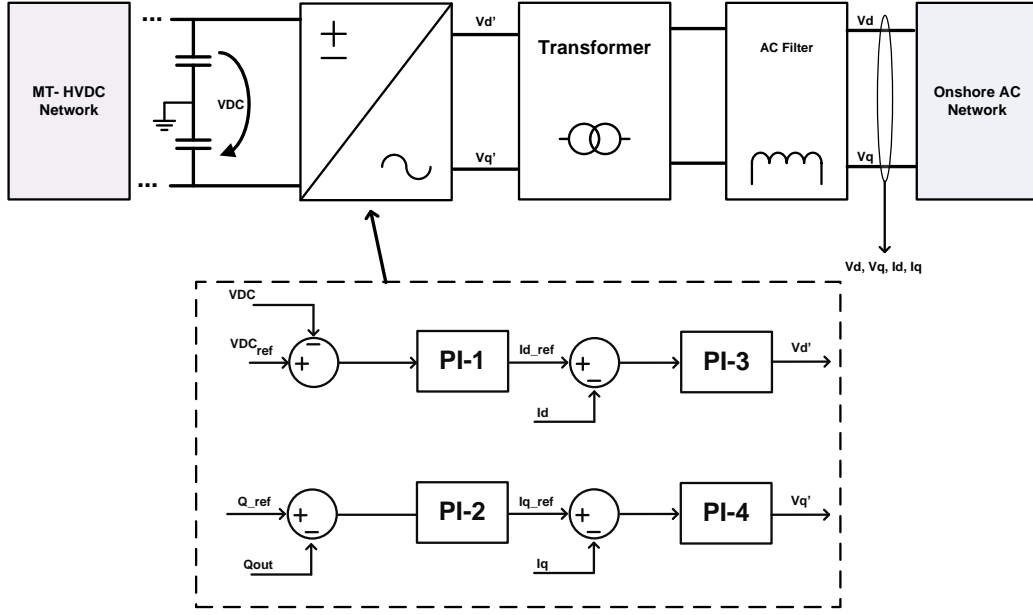 MT- HVDC
Network
...
...
VDC
Vd’
Vq’
Transformer
AC Filter
Vd
Vq
Onshore AC
Network
Vd, Vq, Id, Iq
VDC
VDCref
PI-1
Id_ref
Id
PI-3
Vd’
Q_ref
Qout
PI-2
Iq_ref
Iq
PI-4
Vq’